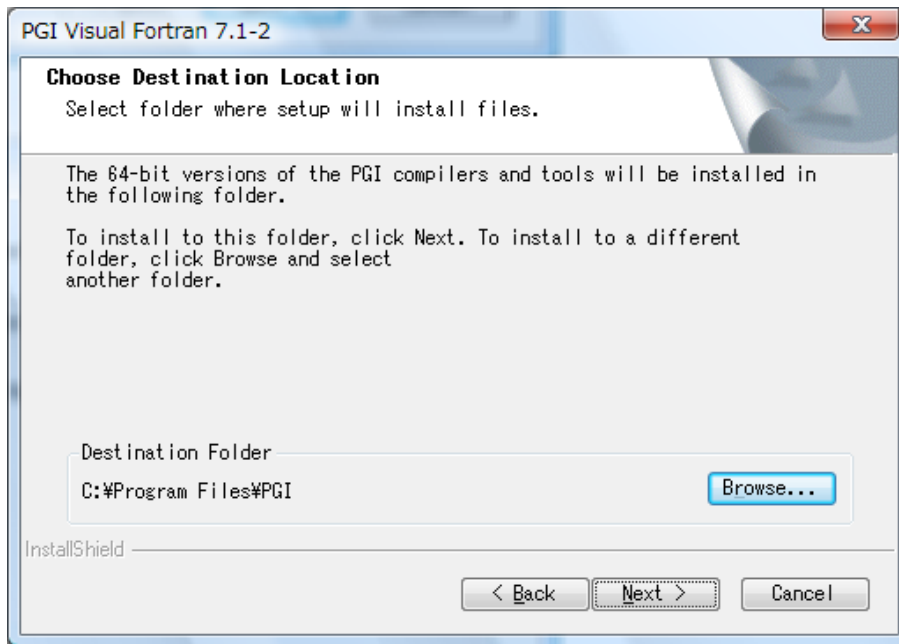 PGI Visual Fortran 7.1-2
Choose Destination Location
Select folder where setup will install files.
The 64-bit versions of the PGI compilers and tools will be installed in
the following folder.
To install to this folder, click Next. To install to a different
folder, click Browse and select
another folder.
Destination Folder
C:¥Program Files¥PGI
Browse...
InstallShield
< Back
Next >
Cancel